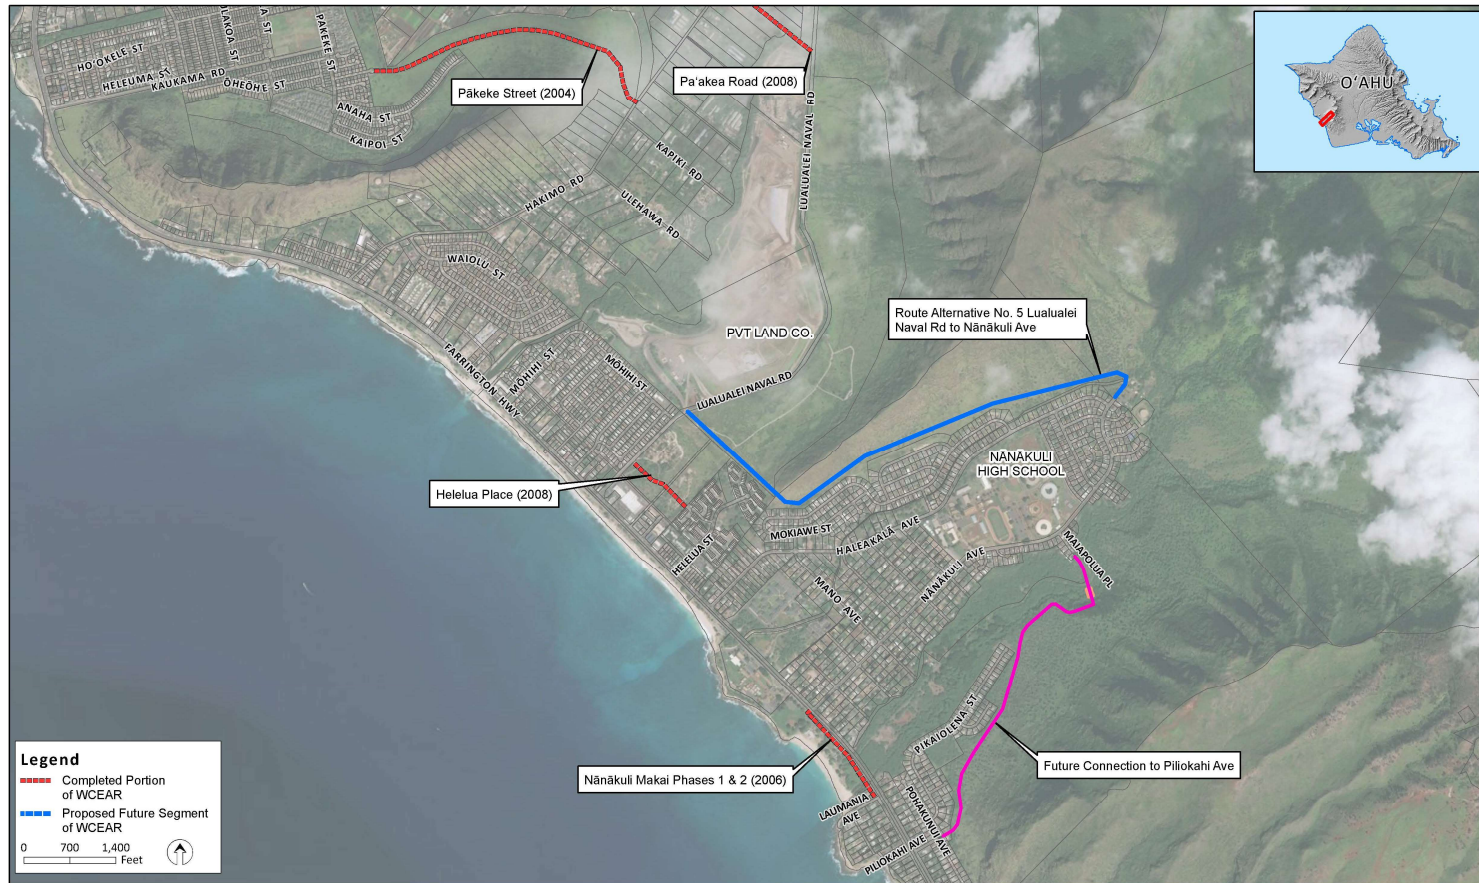 HO'OKELE ST
HELEUMA ST
KAUKAMA RD
ŌHEŌHE ST
PAKEKE ST
ANAHA ST
KAIPOI ST
Pākeke Street (2004)
Pa'akea Road (2008)
O'AHU
LUALUALEI NAVAL RD
KAPIKI RD
HAKIMO RD
ULEHAWA RD
WAIOLU ST
PVT LAND CO.
Route Alternative No. 5 Lualualei
Naval Rd to Nānākuli Ave
FARRINGTON HWY
MŌHIHI ST
MŌHIHI ST
LUALUALEI NAVAL RD
NĀNĀKULI
HIGH SCHOOL
Helelua Place (2008)
MOKIAWE ST
HALEAKALĀ AVE
HELELUA ST
MANO AVE
NĀNĀKULI AVE
MAIAPOLUA PL
PIKAIOLENA ST
Future Connection to Piliokahi Ave
Nānākuli Makai Phases 1 & 2 (2006)
LAUMANIA
AVE
POHAKUNUI AVE
PILIOKAHI AVE
Legend
Completed Portion
of WCEAR
Proposed Future Segment
of WCEAR
0 700 1,400
Feet